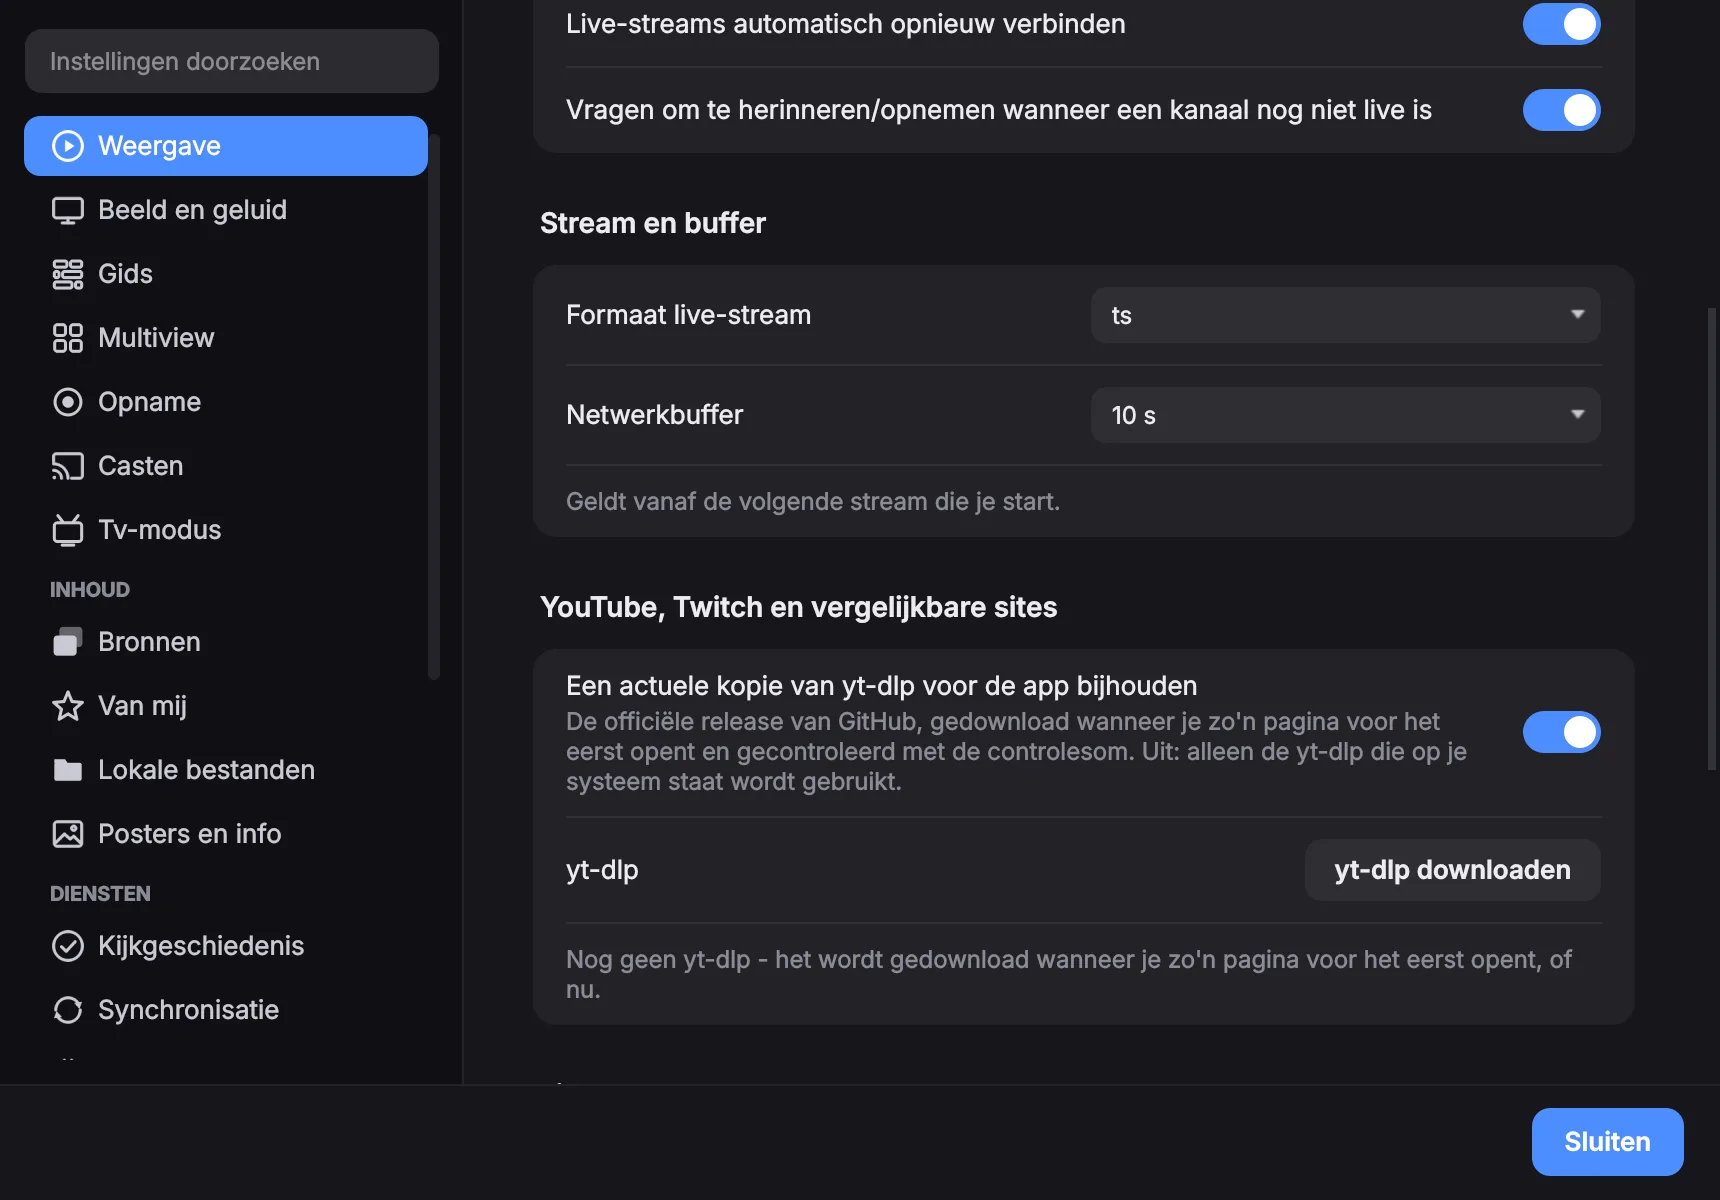 Instellingen doorzoeken
Weergave
Beeld en geluid
Gids
Multiview
Opname
Casten
Tv-modus
INHOUD
Bronnen
Van mij
Lokale bestanden
Posters en info
DIENSTEN
Kijkgeschiedenis
Synchronisatie
Live-streams automatisch opnieuw verbinden
Vragen om te herinneren/opnemen wanneer een kanaal nog niet live is
Stream en buffer
Formaat live-stream
ts
Netwerkbuffer
10 s
Geldt vanaf de volgende stream die je start.
YouTube, Twitch en vergelijkbare sites
Een actuele kopie van yt-dlp voor de app bijhouden
De officiële release van GitHub, gedownload wanneer je zo'n pagina voor het
eerst opent en gecontroleerd met de controlesom. Uit: alleen de yt-dlp die op je
systeem staat wordt gebruikt.
yt-dlp
yt-dlp downloaden
Nog geen yt-dlp - het wordt gedownload wanneer je zo'n pagina voor het eerst opent, of
nu.
Sluiten